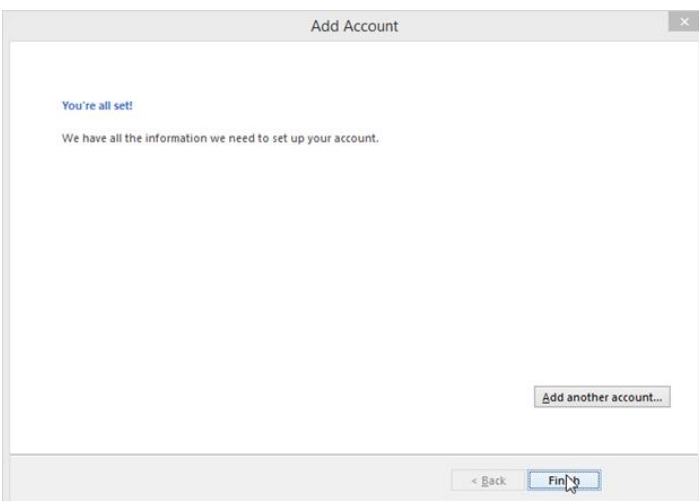 Add Account
You're all set!
We have all the information we need to set up your account.
Add another account...
< Back
Finish